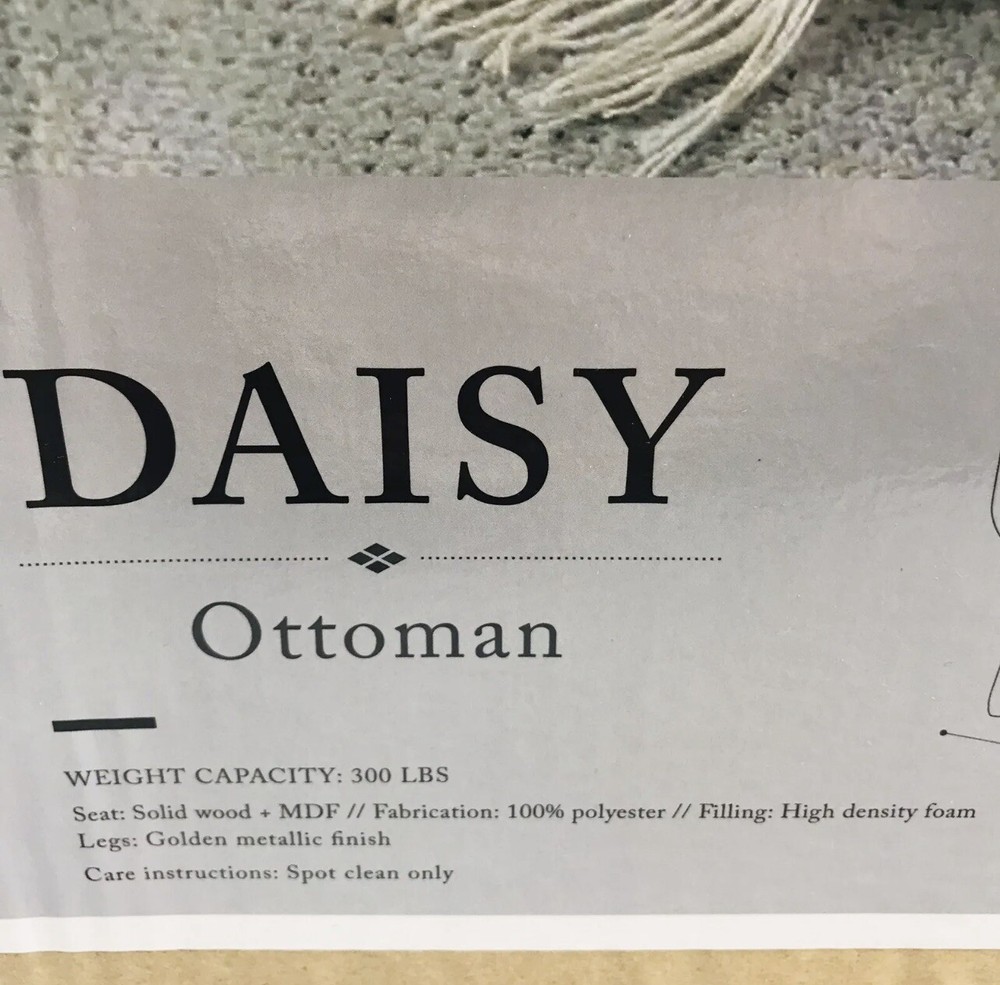 DAISY
Ottoman
WEIGHT CAPACITY: 300 LBS
Seat: Solid wood + MDF // Fabrication: 100% polyester // Filling: High density foam
Legs: Golden metallic finish
Care instructions: Spot clean only